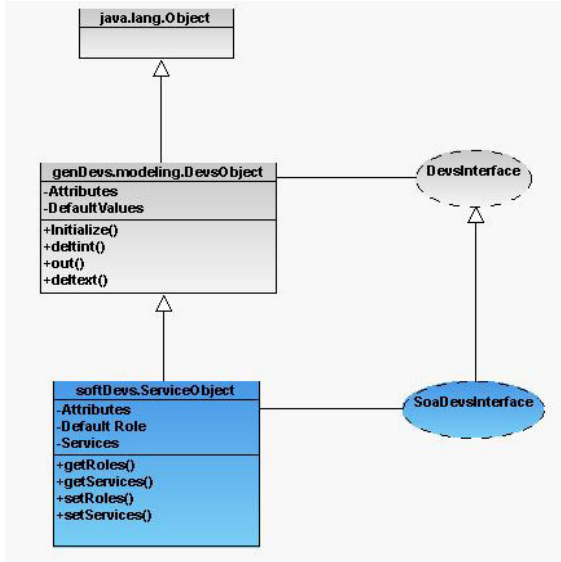 java.lang.Object
genDevs.modeling.DevsObject
-Attributes
-DefaultValues
+Initialize()
+deltint()
+out()
+deltext()
DevsInterface
softDevs.ServiceObject
-Attributes
-Default Role
-Services
+getRoles()
+getServices()
+setRoles()
+setServices()
SoaDevsInterface